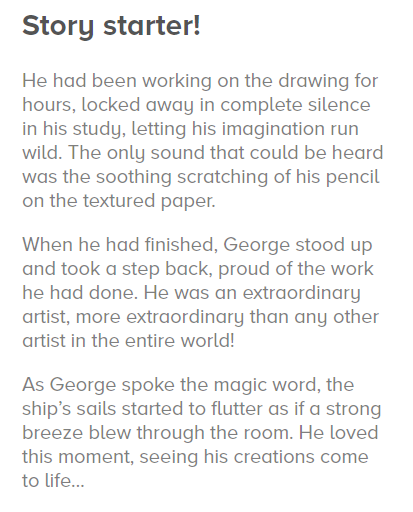 Story starter!
He had been working on the drawing for
hours, locked away in complete silence
in his study, letting his imagination run
wild. The only sound that could be heard
was the soothing scratching of his pencil
on the textured paper.
When he had finished, George stood up
and took a step back, proud of the work
he had done. He was an extraordinary
artist, more extraordinary than any other
artist in the entire world!
As George spoke the magic word, the
ship’s sails started to flutter as if a strong
breeze blew through the room. He loved
this moment, seeing his creations come
to life…